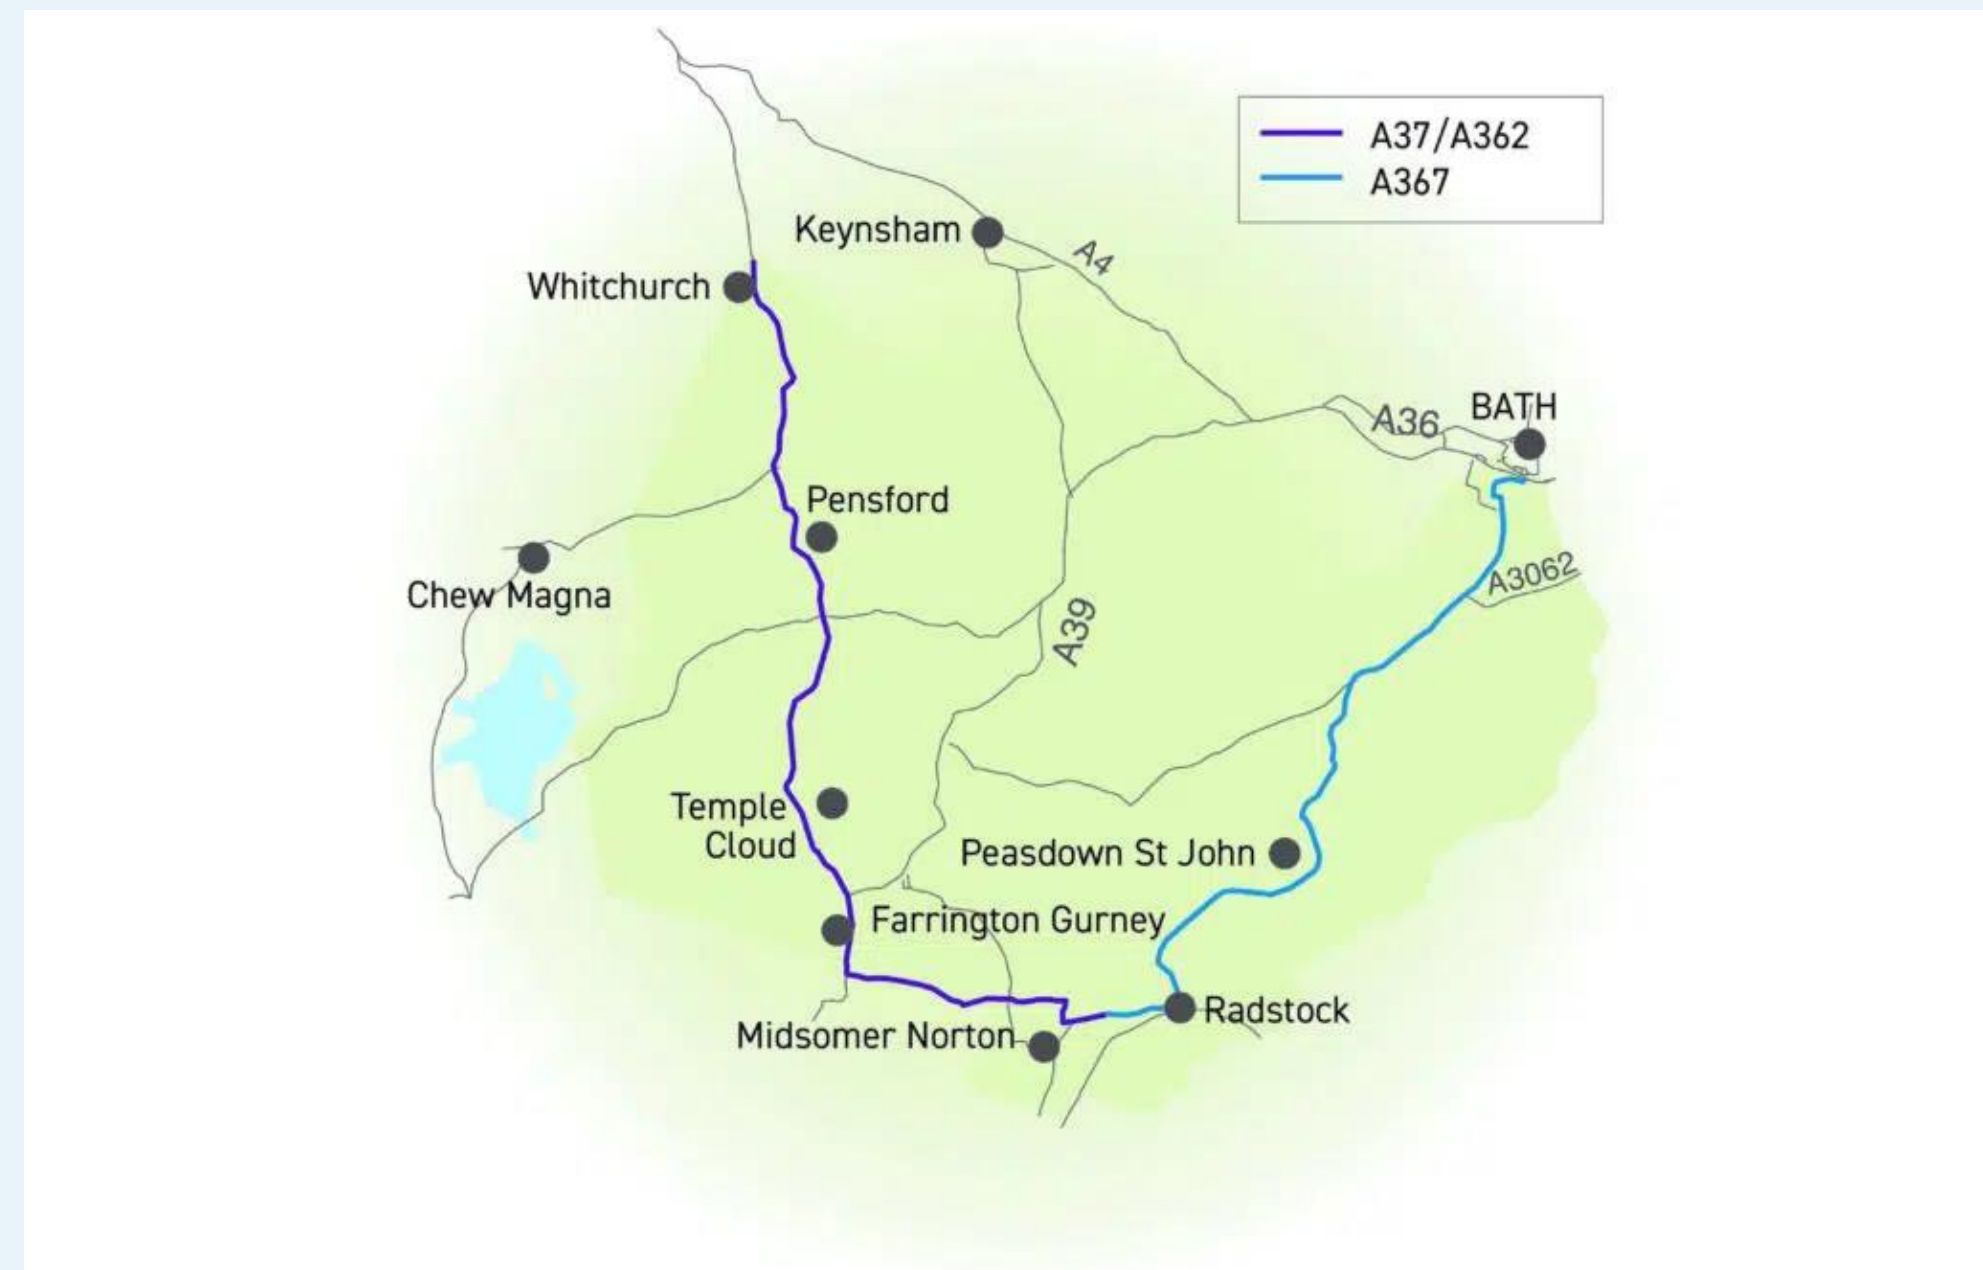 A37/A362
A367
Keynsham
A4
Whitchurch
BATH
A36
Pensford
Chew Magna
A3062
A39
Temple
Cloud
Peasdown St John
Farrington Gurney
Radstock
Midsomer Norton